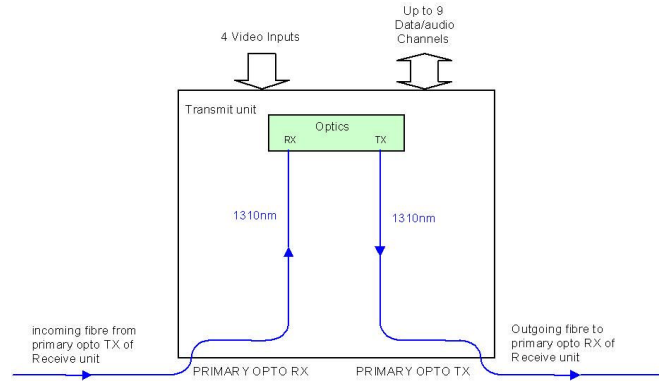 4 Video Inputs
Up to 9
Data/audio
Channels
Transmit unit
Optics
RX
TX
1310nm
1310nm
incoming fibre from
primary opto TX of
Receive unit
Outgoing fibre to
primary opto RX of
Receive unit
PRIMARY OPTO RX
PRIMARY OPTO TX